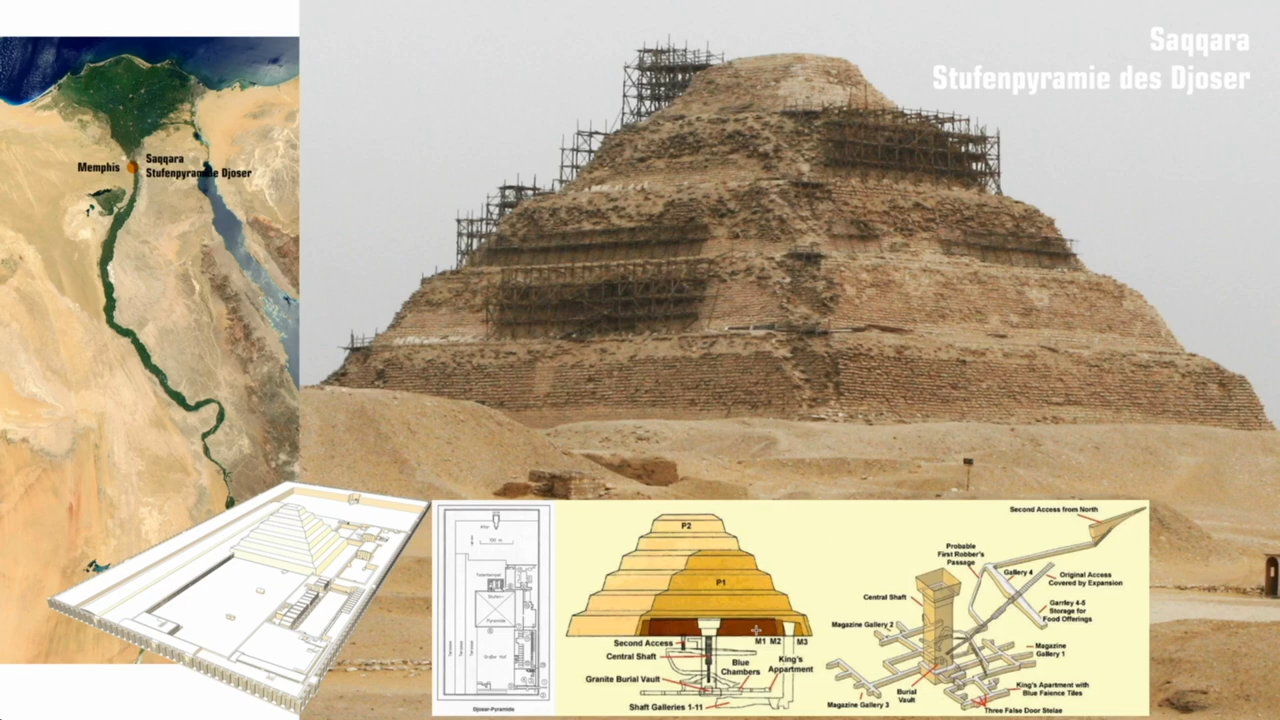 Saqqara
Stufenpyramie des Djoser
Memphis
Saqqara
Stufenpyramide Djoser
Djoser-Pyramide
P2
P1
M1 M2 M3
Second Access
Central Shaft
Granite Burial Vault
Shaft Galleries 1-11
Blue
Chambers
King's
Appartment
Second Access from North
Probable
First Robber's
Passage
Gallery 4
Original Access
Covered by Expansion
Central Shaft
Garrley 4-5
Storage for
Food Offerings
Magazine Gallery 2
Magazine
Gallery 1
King's Apartment with
Blue Faience Tiles
Burial
Vault
Magazine Gallery 3
Three False Door Stelae